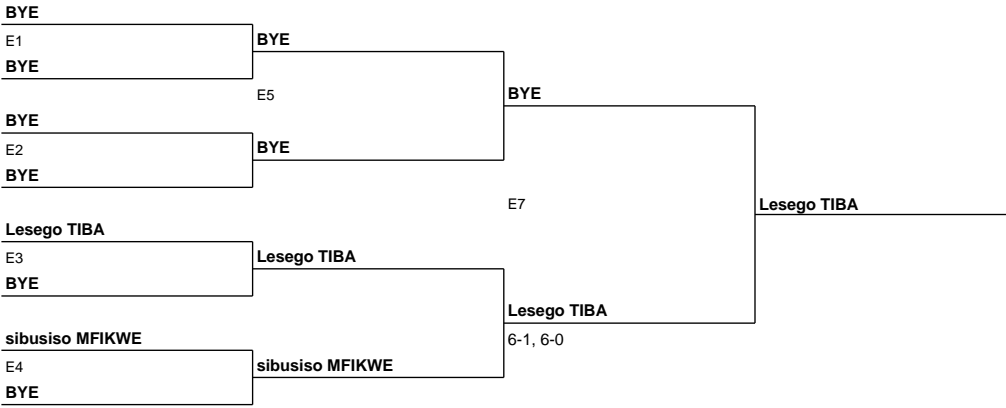 BYE
E1
BYE
BYE
E5
BYE
BYE
E2
BYE
BYE
E7
Lesego TIBA
Lesego TIBA
E3
Lesego TIBA
BYE
Lesego TIBA
6-1, 6-0
sibusiso MFIKWE
E4
sibusiso MFIKWE
BYE